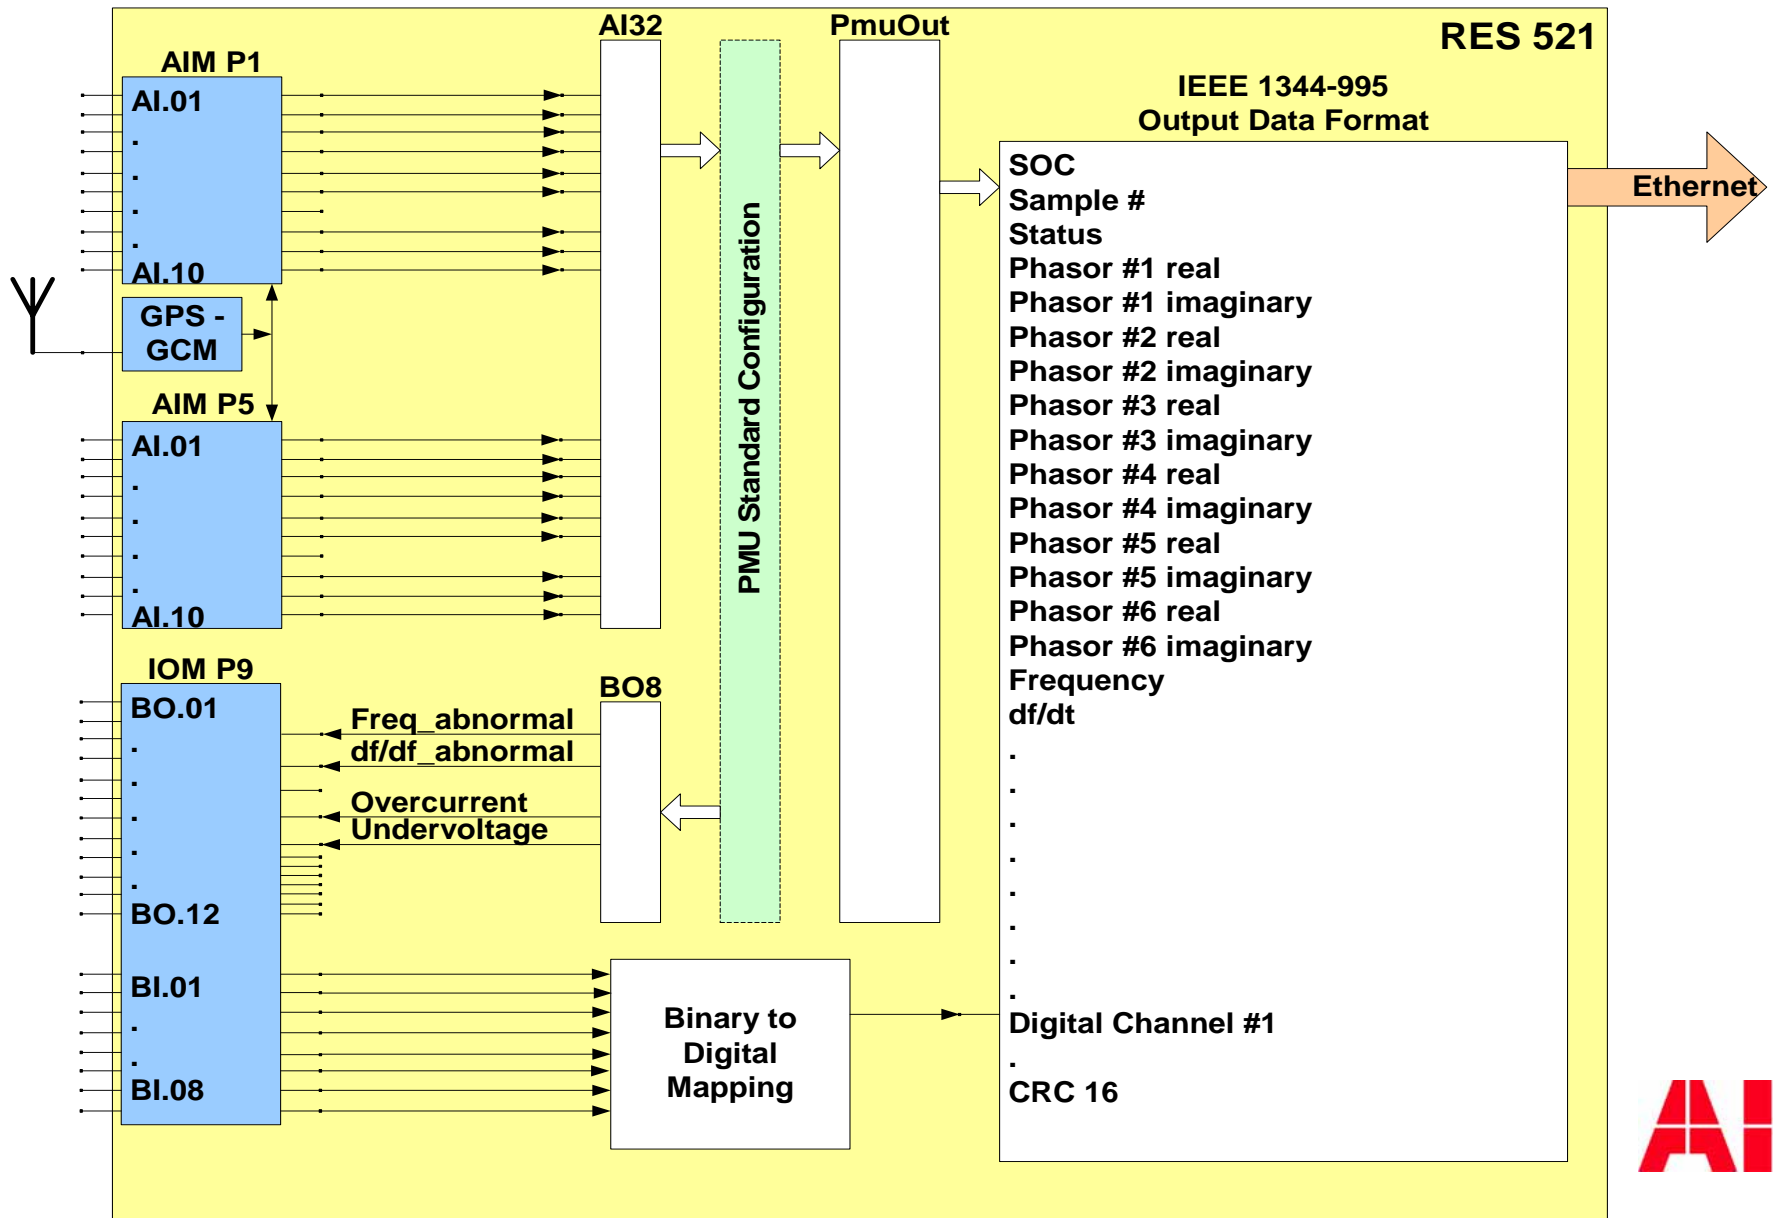 RES 521
AI32
PmuOut
AIM P1
AI.01
.
.
.
.
AI.10
GPS -
GCM
AIM P5
AI.01
.
.
.
.
AI.10
IOM P9
BO.01
.
.
.
.
.
BO.12
BI.01
.
.
BI.08
BO8
Freq_abnormal
df/df_abnormal
Overcurrent
Undervoltage
PMU Standard Configuration
Binary to
Digital
Mapping
IEEE 1344-995
Output Data Format
SOC
Sample #
Status
Phasor #1 real
Phasor #1 imaginary
Phasor #2 real
Phasor #2 imaginary
Phasor #3 real
Phasor #3 imaginary
Phasor #4 real
Phasor #4 imaginary
Phasor #5 real
Phasor #5 imaginary
Phasor #6 real
Phasor #6 imaginary
Frequency
df/dt
.
.
.
.
.
.
.
.
Digital Channel #1
.
CRC 16
Ethernet